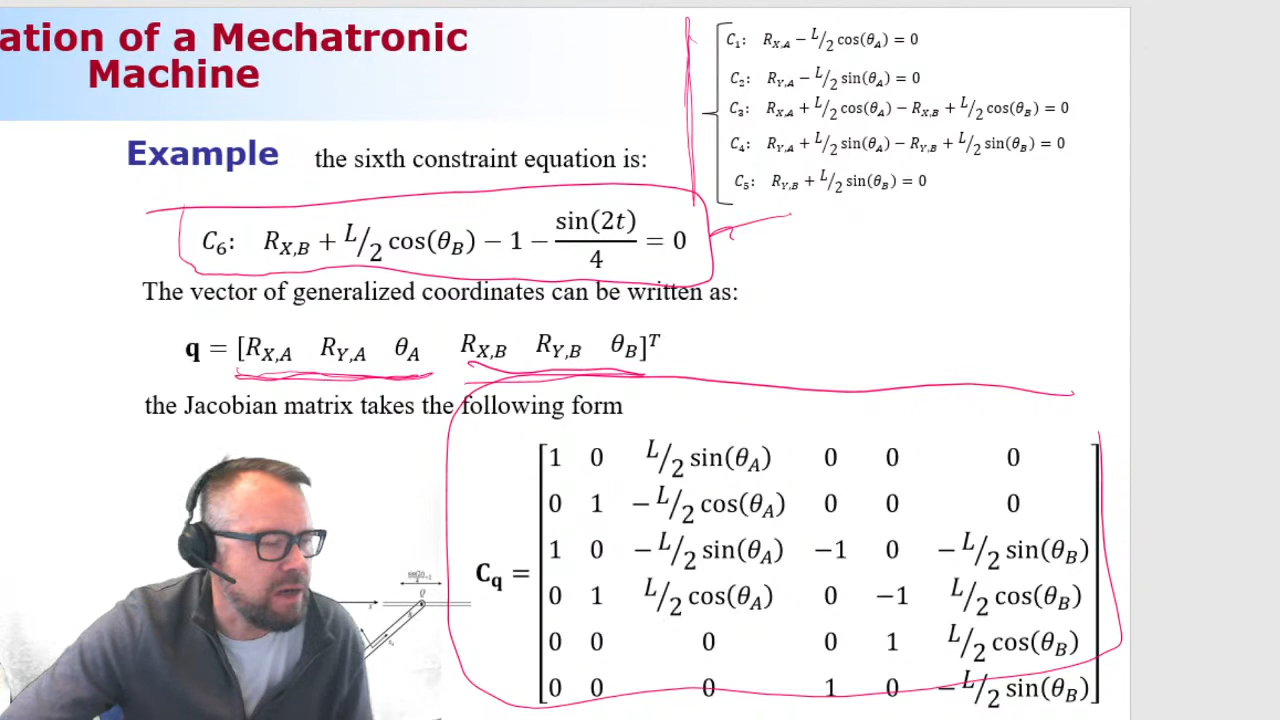 ation of a Mechatronic
Machine
C₁: R_{X,A} − L/2 cos(θ_A) = 0
C₂: R_{Y,A} − L/2 sin(θ_A) = 0
C₃: R_{X,A} + L/2 cos(θ_A) − R_{X,B} + L/2 cos(θ_B) = 0
C₄: R_{Y,A} + L/2 sin(θ_A) − R_{Y,B} + L/2 sin(θ_B) = 0
C₅: R_{Y,B} + L/2 sin(θ_B) = 0
Example the sixth constraint equation is:
C₆: R_{X,B} + L/2 cos(θ_B) − 1 − sin(2t)/4 = 0
The vector of generalized coordinates can be written as:
q = [R_{X,A} R_{Y,A} θ_A R_{X,B} R_{Y,B} θ_B]^T
the Jacobian matrix takes the following form
C_q =
1 0 L/2 sin(θ_A) 0 0 0
0 1 − L/2 cos(θ_A) 0 0 0
1 0 − L/2 sin(θ_A) −1 0 − L/2 sin(θ_B)
0 1 L/2 cos(θ_A) 0 −1 L/2 cos(θ_B)
0 0 0 0 1 L/2 cos(θ_B)
0 0 0 1 0 − L/2 sin(θ_B)